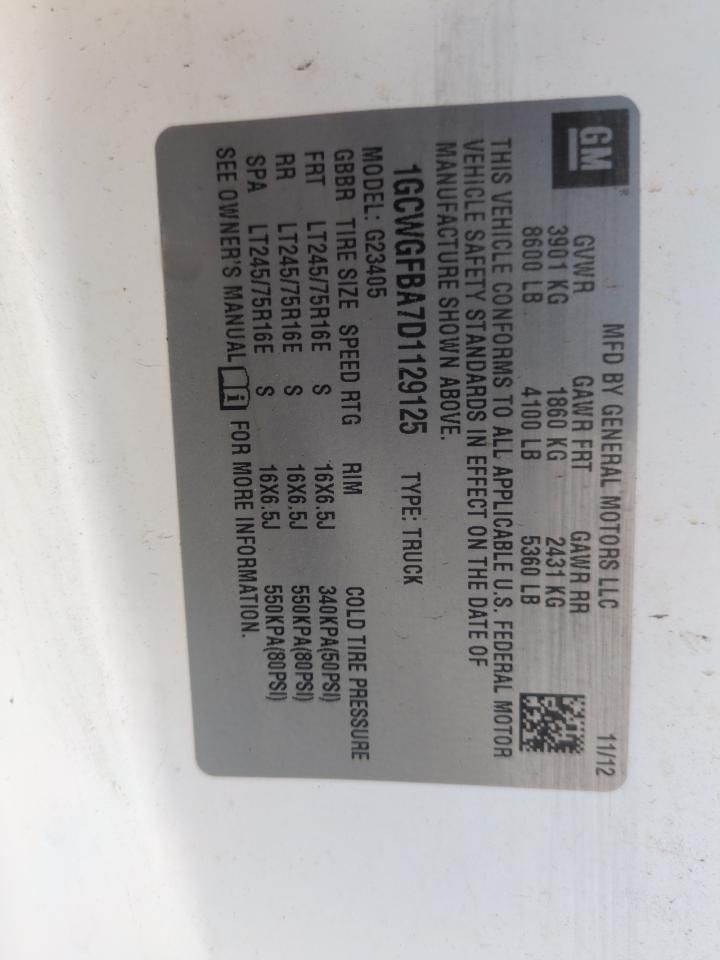 GM
MFD BY GENERAL MOTORS LLC 11/12
GVWR GAWR FRT GAWR RR
3901 KG 1860 KG 2431 KG
8600 LB 4100 LB 5360 LB
THIS VEHICLE CONFORMS TO ALL APPLICABLE U.S. FEDERAL MOTOR
VEHICLE SAFETY STANDARDS IN EFFECT ON THE DATE OF
MANUFACTURE SHOWN ABOVE.
1GCWGFBA7D1129125 TYPE: TRUCK
MODEL: G23405
GBBR TIRE SIZE SPEED RTG RIM COLD TIRE PRESSURE
FRT LT245/75R16E S 16X6.5J 340KPA(50PSI)
RR LT245/75R16E S 16X6.5J 550KPA(80PSI)
SPA LT245/75R16E S 16X6.5J 550KPA(80PSI)
SEE OWNER'S MANUAL FOR MORE INFORMATION.